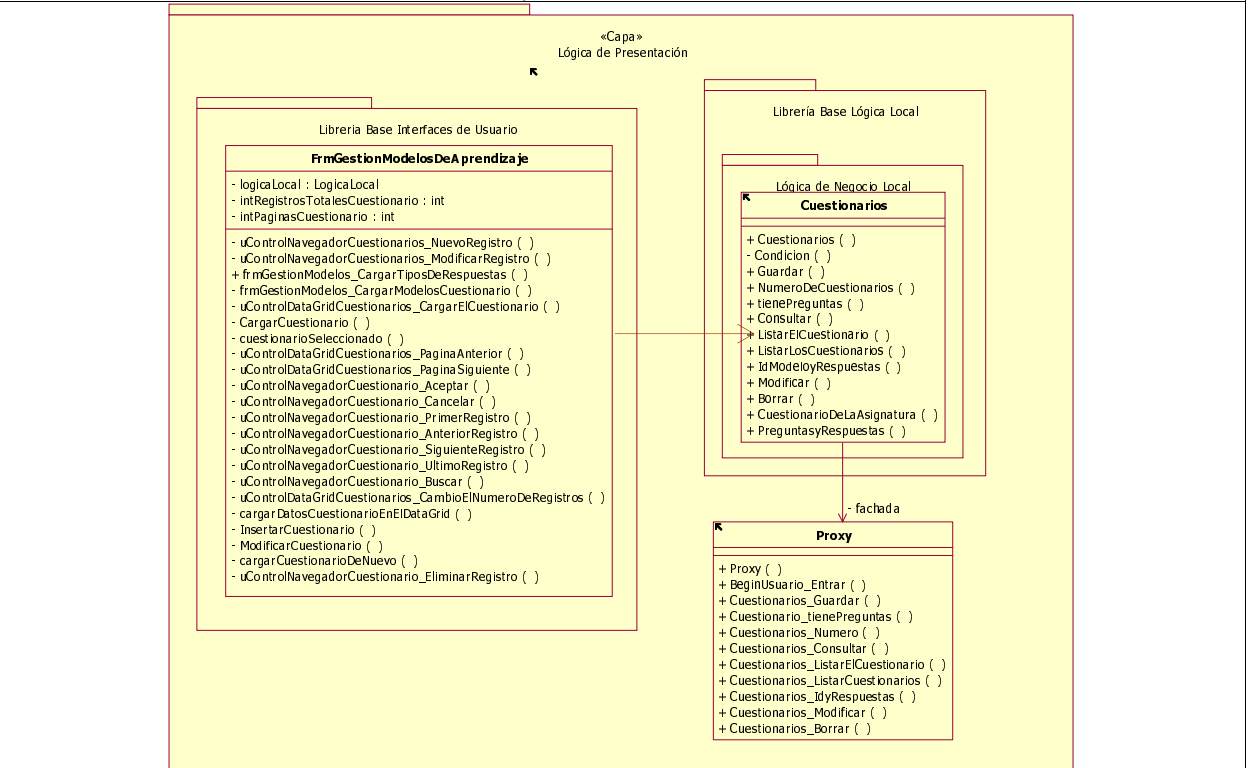 «Capa»
Lógica de Presentación
Libreria Base Interfaces de Usuario
FrmGestionModelosDeAprendizaje
- logicaLocal : LogicaLocal
- intRegistrosTotalesCuestionario : int
- intPaginasCuestionario : int
- uControlNavegadorCuestionarios_NuevoRegistro ( )
- uControlNavegadorCuestionarios_ModificarRegistro ( )
+ frmGestionModelos_CargarTiposDeRespuestas ( )
- frmGestionModelos_CargarModelosCuestionario ( )
- uControlDataGridCuestionarios_CargarElCuestionario ( )
- CargarCuestionario ( )
- cuestionarioSeleccionado ( )
- uControlDataGridCuestionarios_PaginaAnterior ( )
- uControlDataGridCuestionarios_PaginaSiguiente ( )
- uControlNavegadorCuestionario_Aceptar ( )
- uControlNavegadorCuestionario_Cancelar ( )
- uControlNavegadorCuestionario_PrimerRegistro ( )
- uControlNavegadorCuestionario_AnteriorRegistro ( )
- uControlNavegadorCuestionario_SiguienteRegistro ( )
- uControlNavegadorCuestionario_UltimoRegistro ( )
- uControlNavegadorCuestionario_Buscar ( )
- uControlDataGridCuestionarios_CambioElNumeroDeRegistros ( )
- cargarDatosCuestionarioEnElDataGrid ( )
- InsertarCuestionario ( )
- ModificarCuestionario ( )
- cargarCuestionarioDeNuevo ( )
- uControlNavegadorCuestionario_EliminarRegistro ( )
Librería Base Lógica Local
Lógica de Negocio Local
Cuestionarios
+ Cuestionarios ( )
- Condicion ( )
+ Guardar ( )
+ NumeroDeCuestionarios ( )
+ tienePreguntas ( )
+ Consultar ( )
+ ListarElCuestionario ( )
+ ListarLosCuestionarios ( )
+ IdModeloyRespuestas ( )
+ Modificar ( )
+ Borrar ( )
+ CuestionarioDeLaAsignatura ( )
+ PreguntasyRespuestas ( )
- fachada
Proxy
+ Proxy ( )
+ BeginUsuario_Entrar ( )
+ Cuestionarios_Guardar ( )
+ Cuestionario_tienePreguntas ( )
+ Cuestionarios_Numero ( )
+ Cuestionarios_Consultar ( )
+ Cuestionarios_ListarElCuestionario ( )
+ Cuestionarios_ListarCuestionarios ( )
+ Cuestionarios_IdyRespuestas ( )
+ Cuestionarios_Modificar ( )
+ Cuestionarios_Borrar ( )